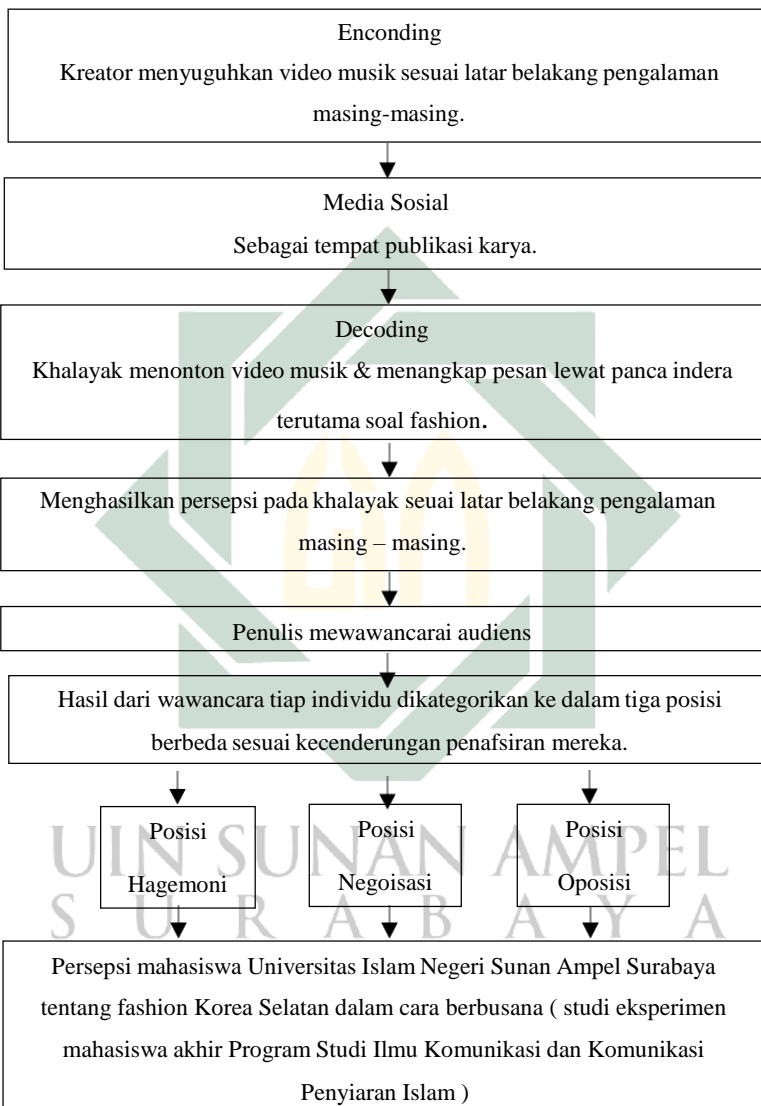 Enconding
Kreator menyuguhkan video musik sesuai latar belakang pengalaman
masing-masing.
Media Sosial
Sebagai tempat publikasi karya.
Decoding
Khalayak menonton video musik & menangkap pesan lewat panca indera
terutama soal fashion.
Menghasilkan persepsi pada khalayak seuai latar belakang pengalaman
masing – masing.
Penulis mewawancarai audiens
Hasil dari wawancara tiap individu dikategorikan ke dalam tiga posisi
berbeda sesuai kecenderungan penafsiran mereka.
Posisi
Hagemoni
Posisi
Negoisasi
Posisi
Oposisi
UIN SUNAN AMPEL
SURABAYA
Persepsi mahasiswa Universitas Islam Negeri Sunan Ampel Surabaya
tentang fashion Korea Selatan dalam cara berbusana ( studi eksperimen
mahasiswa akhir Program Studi Ilmu Komunikasi dan Komunikasi
Penyiaran Islam )